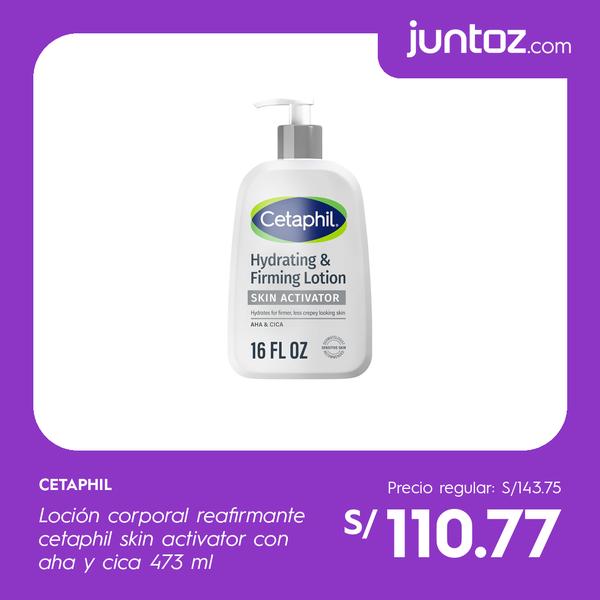 juntoz.com
Cetaphil®
Hydrating &
Firming Lotion
SKIN ACTIVATOR
Hydrates for firmer, less crepey looking skin
AHA & CICA
16 FL OZ
SENSITIVE SKIN
CETAPHIL
Loción corporal reafirmante
cetaphil skin activator con
aha y cica 473 ml
Precio regular: S/143.75
S/110.77